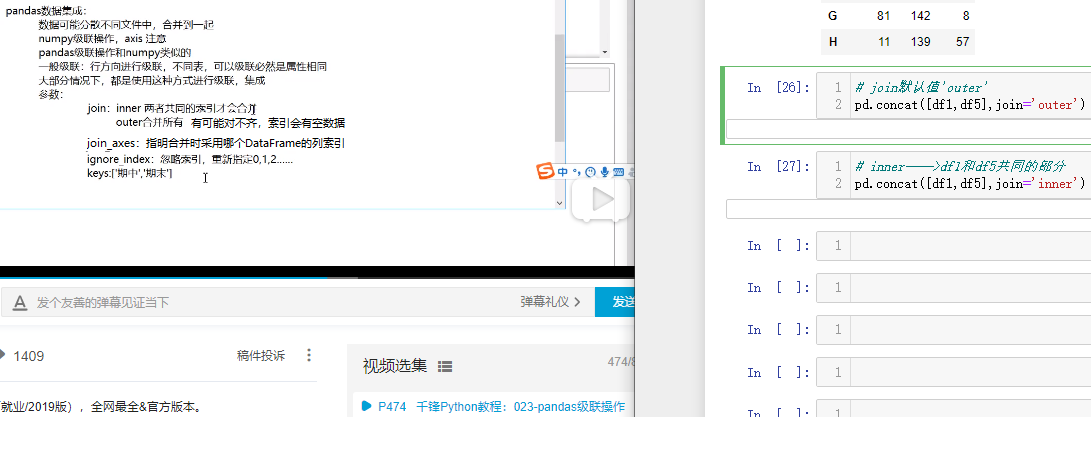 pandas数据集成：
数据可能分散不同文件中，合并到一起
numpy级联操作，axis 注意
pandas级联操作和numpy类似的
一般级联：行方向进行级联，不同表，可以级联必然是属性相同
大部分情况下，都是使用这种方式进行级联，集成
参数：
join：inner 两者共同的索引才会合并
outer合并所有 有可能对不齐，索引会有空数据
join_axes：指明合并时采用哪个DataFrame的列索引
ignore_index：忽略索引，重新指定0,1,2......
keys:['期中','期末']
中
发个友善的弹幕见证当下
弹幕礼仪 >
发送
1409
稿件投诉
视频选集
474/8
就业/2019版），全网最全&官方版本。
P474 千锋Python教程：023-pandas级联操作
G 81 142 8
H 11 139 57
In [26]:
1 # join默认值'outer'
2 pd.concat([df1,df5],join='outer')
In [27]:
1 # inner——>df1和df5共同的部分
2 pd.concat([df1,df5],join='inner')
In [ ]: 1
In [ ]: 1
In [ ]: 1
In [ ]: 1
In [ ]: 1